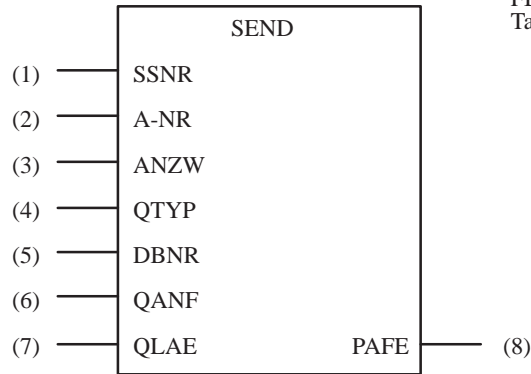 SEND
(1) SSNR
(2) A-NR
(3) ANZW
(4) QTYP
(5) DBNR
(6) QANF
(7) QLAE PAFE (8)